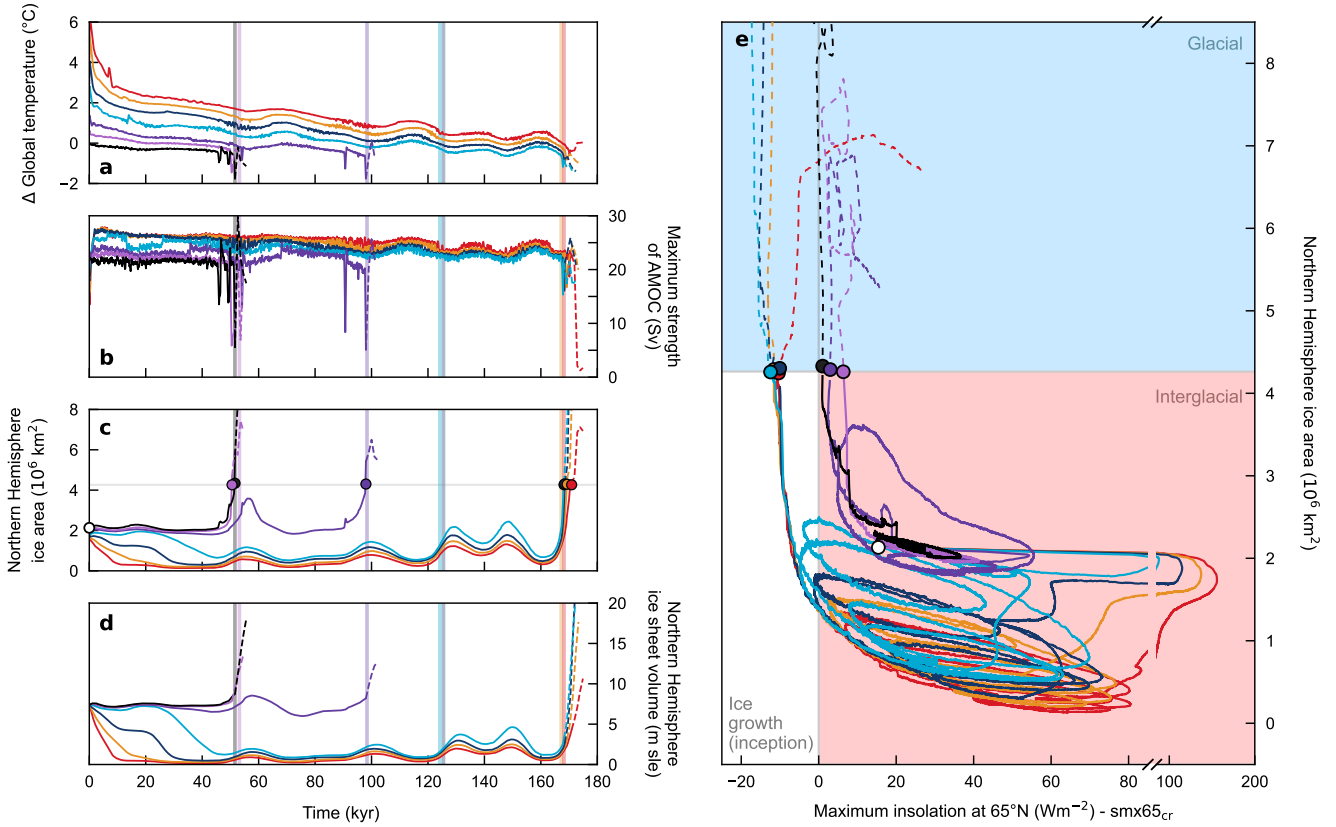 6
4
2
0
−2
Δ Global temperature (°C)
a
30
20
10
0
Maximum strength
of AMOC (Sv)
b
8
6
4
2
0
Northern Hemisphere
ice area (10⁶ km²)
c
20
15
10
5
0
Northern Hemisphere
ice sheet volume (m sle)
d
0 20 40 60 80 100 120 140 160 180
Time (kyr)
e
Glacial
Interglacial
Ice
growth
(inception)
8
7
6
5
4
3
2
1
0
Northern Hemisphere ice area (10⁶ km²)
−20 0 20 40 60 80 100 200
Maximum insolation at 65°N (Wm⁻²) - smx65cr